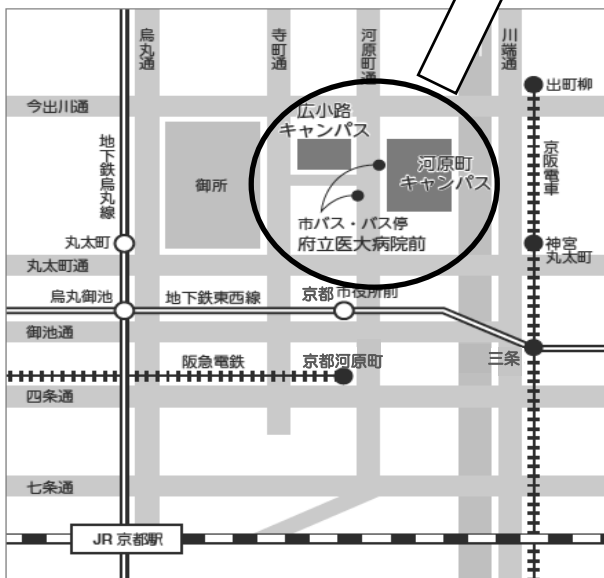 烏丸通
寺町通
河原町通
川端通
出町柳
今出川通
広小路
キャンパス
地下鉄烏丸線
御所
河原町
キャンパス
京阪電車
市バス・バス停
府立医大病院前
丸太町
神宮
丸太町
丸太町通
烏丸御池
地下鉄東西線
京都市役所前
御池通
阪急電鉄
京都河原町
三条
四条通
七条通
JR 京都駅